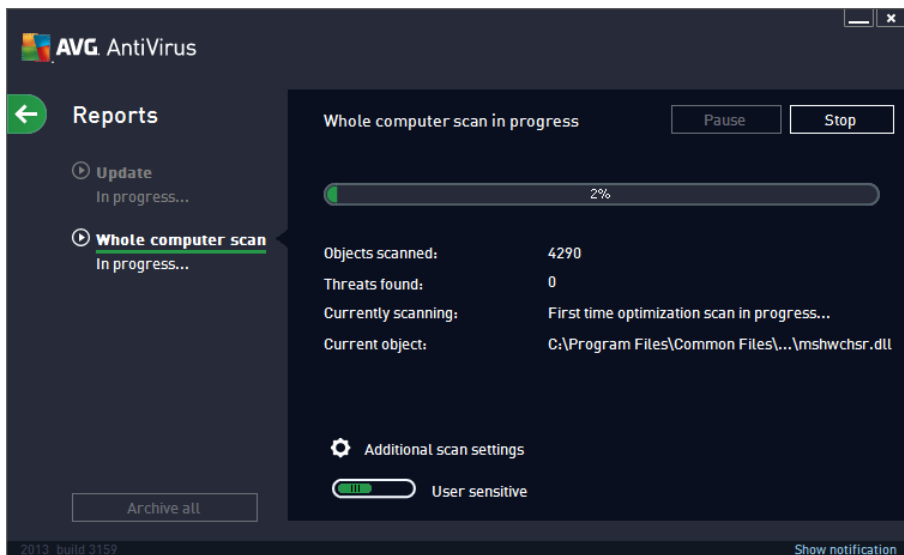 AVG. AntiVirus
Reports
Update
In progress...
Whole computer scan
In progress...
Archive all
Whole computer scan in progress
Pause
Stop
2%
Objects scanned: 4290
Threats found: 0
Currently scanning: First time optimization scan in progress...
Current object: C:\Program Files\Common Files\...\mshwchsr.dll
Additional scan settings
User sensitive
2013 build 3159
Show notification